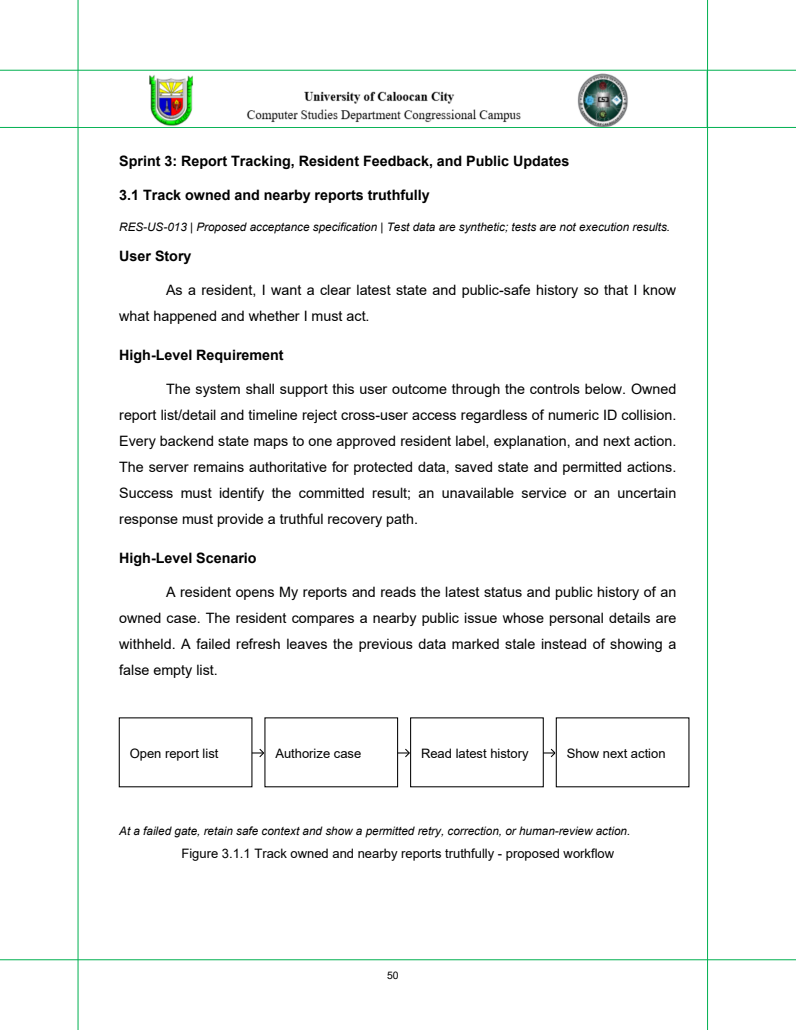 University of Caloocan City
Computer Studies Department Congressional Campus
Sprint 3: Report Tracking, Resident Feedback, and Public Updates
3.1 Track owned and nearby reports truthfully
RES-US-013 | Proposed acceptance specification | Test data are synthetic; tests are not execution results.
User Story
As a resident, I want a clear latest state and public-safe history so that I know
what happened and whether I must act.
High-Level Requirement
The system shall support this user outcome through the controls below. Owned
report list/detail and timeline reject cross-user access regardless of numeric ID collision.
Every backend state maps to one approved resident label, explanation, and next action.
The server remains authoritative for protected data, saved state and permitted actions.
Success must identify the committed result; an unavailable service or an uncertain
response must provide a truthful recovery path.
High-Level Scenario
A resident opens My reports and reads the latest status and public history of an
owned case. The resident compares a nearby public issue whose personal details are
withheld. A failed refresh leaves the previous data marked stale instead of showing a
false empty list.
Open report list
Authorize case
Read latest history
Show next action
At a failed gate, retain safe context and show a permitted retry, correction, or human-review action.
Figure 3.1.1 Track owned and nearby reports truthfully - proposed workflow
50